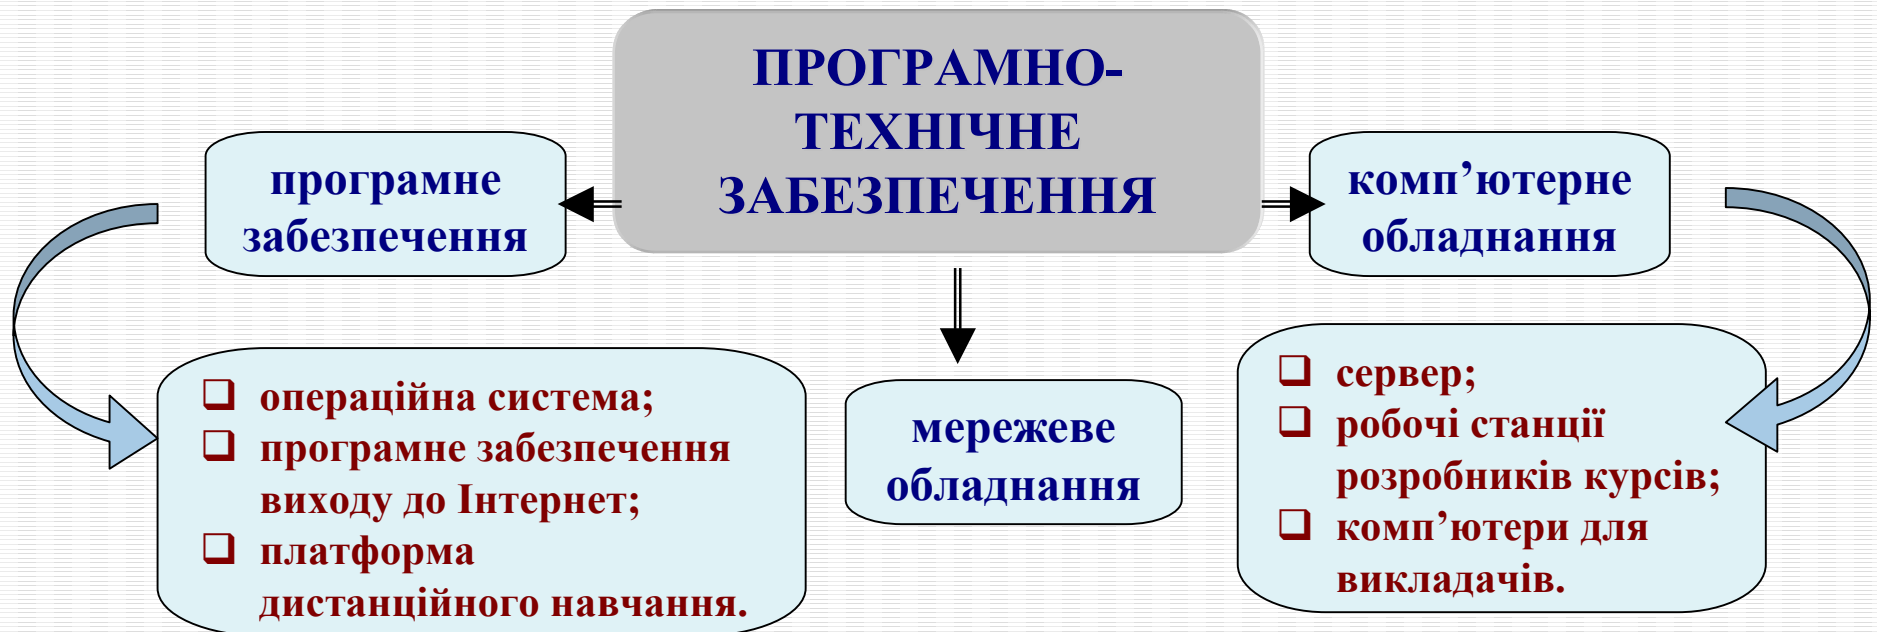 ПРОГРАМНО-
ТЕХНІЧНЕ
ЗАБЕЗПЕЧЕННЯ
програмне
забезпечення
комп’ютерне
обладнання
операційна система;
програмне забезпечення
виходу до Інтернет;
платформа
дистанційного навчання.
мережеве
обладнання
сервер;
робочі станції
розробників курсів;
комп’ютери для
викладачів.